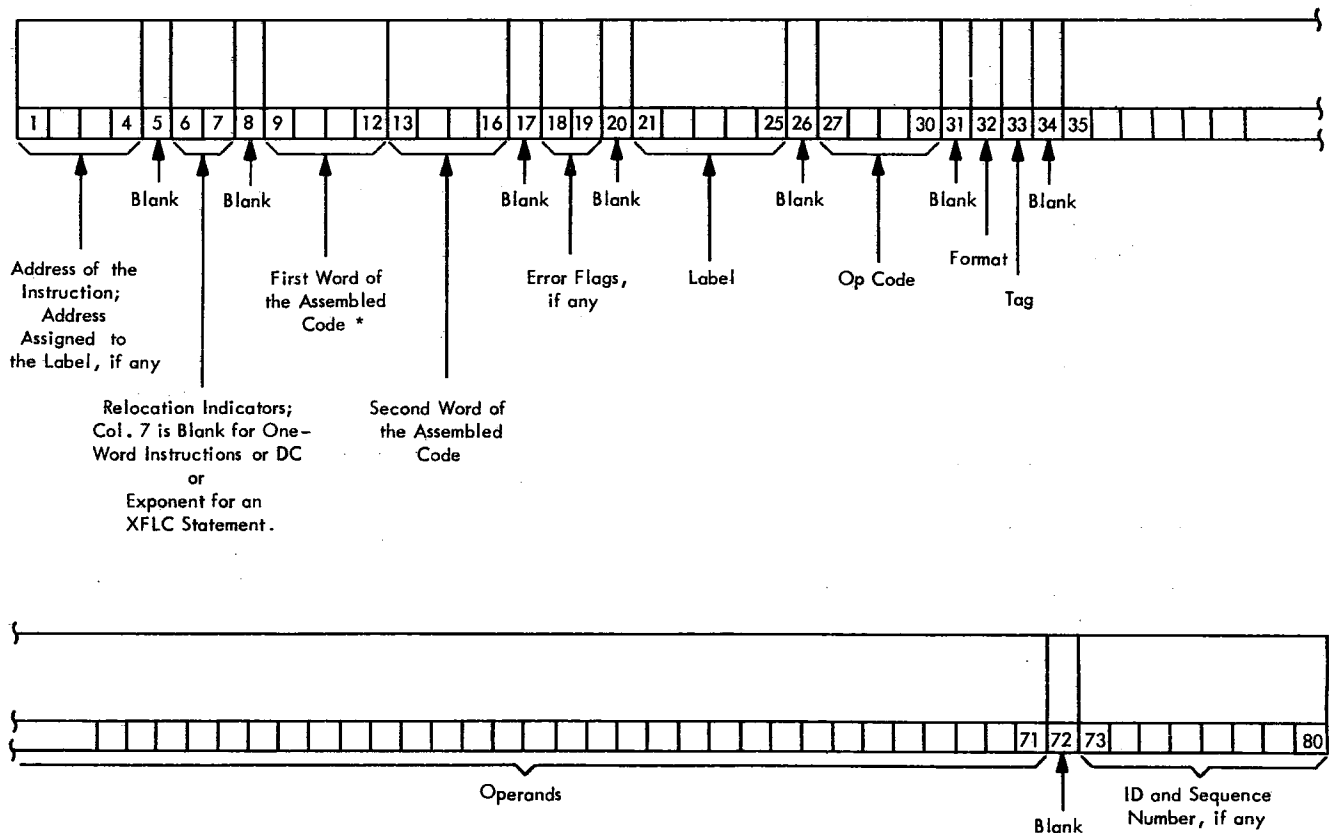 1 4 5 6 7 8 9 12 13 16 17 18 19 20 21 25 26 27 30 31 32 33 34 35
Blank Blank Blank Blank Blank Blank Blank
Format
Tag
Address of the
Instruction;
Address
Assigned to
the Label, if any
First Word of
the Assembled
Code *
Error Flags,
if any
Label
Op Code
Relocation Indicators;
Col. 7 is Blank for One-
Word Instructions or DC
or
Exponent for an
XFLC Statement.
Second Word of
the Assembled
Code
71 72 73 80
Operands
Blank
ID and Sequence
Number, if any